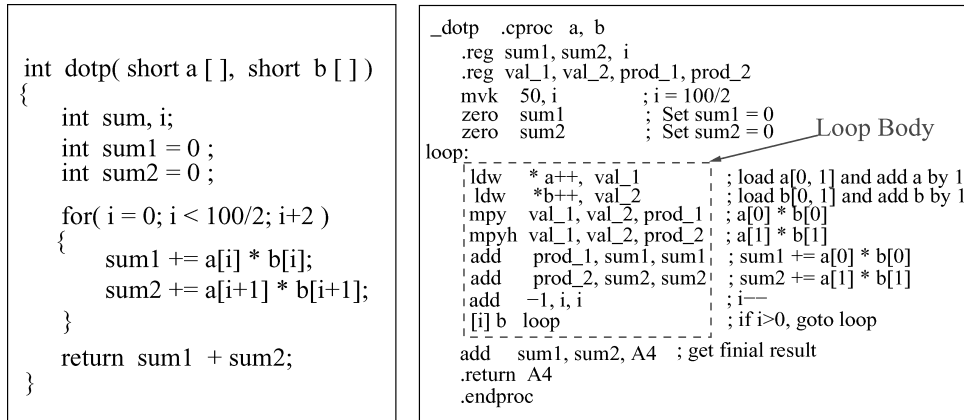 int dotp( short a [ ], short b [ ] )
{
int sum, i;
int sum1 = 0 ;
int sum2 = 0 ;
for( i = 0; i < 100/2; i+2 )
{
sum1 += a[i] * b[i];
sum2 += a[i+1] * b[i+1];
}
return sum1 + sum2;
}
_dotp .cproc a, b
.reg sum1, sum2, i
.reg val_1, val_2, prod_1, prod_2
mvk 50, i ; i = 100/2
zero sum1 ; Set sum1 = 0
zero sum2 ; Set sum2 = 0
Loop Body
loop:
ldw * a++, val_1 ; load a[0, 1] and add a by 1
ldw *b++, val_2 ; load b[0, 1] and add b by 1
mpy val_1, val_2, prod_1 ; a[0] * b[0]
mpyh val_1, val_2, prod_2 ; a[1] * b[1]
add prod_1, sum1, sum1 ; sum1 += a[0] * b[0]
add prod_2, sum2, sum2 ; sum2 += a[1] * b[1]
add −1, i, i ; i−−
[i] b loop ; if i>0, goto loop
add sum1, sum2, A4 ; get finial result
.return A4
.endproc